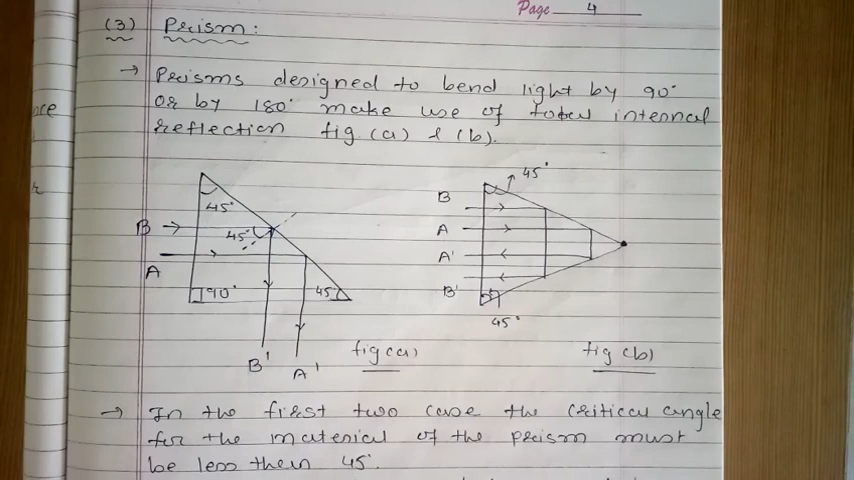 Page 4
(3) Prism:
→ Prisms designed to bend light by 90°
or by 180° make use of total internal
reflection fig (a) & (b).
45°
45°
B
A
90°
45°
B'
A'
fig (a)
45°
B
A
A'
B'
45°
fig (b)
→ In the first two case the critical angle
for the material of the prism must
be less then 45°.